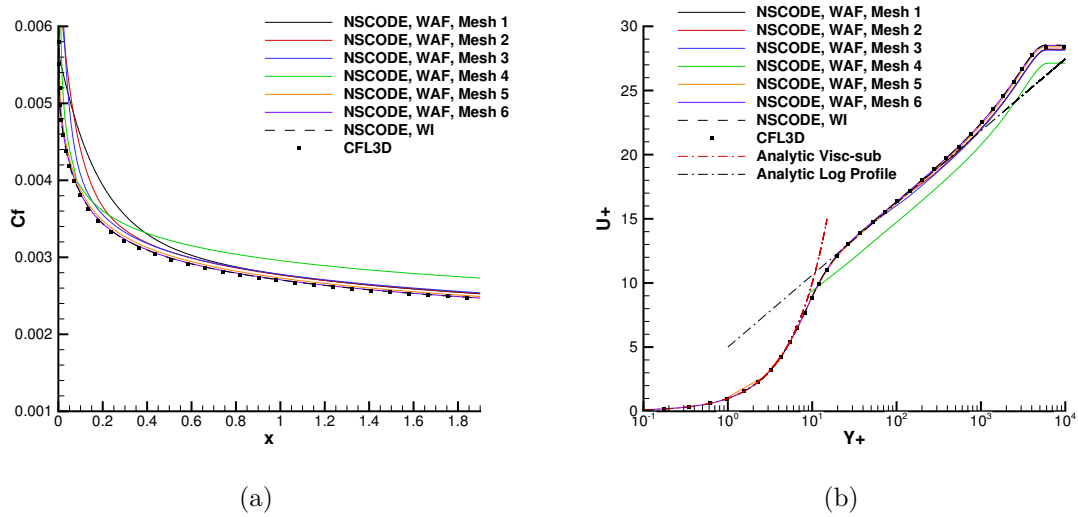 0.006
0.005
0.004
0.003
0.002
0.001
Cf
0 0.2 0.4 0.6 0.8 1 1.2 1.4 1.6 1.8
x
NSCODE, WAF, Mesh 1
NSCODE, WAF, Mesh 2
NSCODE, WAF, Mesh 3
NSCODE, WAF, Mesh 4
NSCODE, WAF, Mesh 5
NSCODE, WAF, Mesh 6
NSCODE, WI
CFL3D
(a)
30
25
20
15
10
5
0
U+
10-1 100 101 102 103 104
Y+
NSCODE, WAF, Mesh 1
NSCODE, WAF, Mesh 2
NSCODE, WAF, Mesh 3
NSCODE, WAF, Mesh 4
NSCODE, WAF, Mesh 5
NSCODE, WAF, Mesh 6
NSCODE, WI
CFL3D
Analytic Visc-sub
Analytic Log Profile
(b)